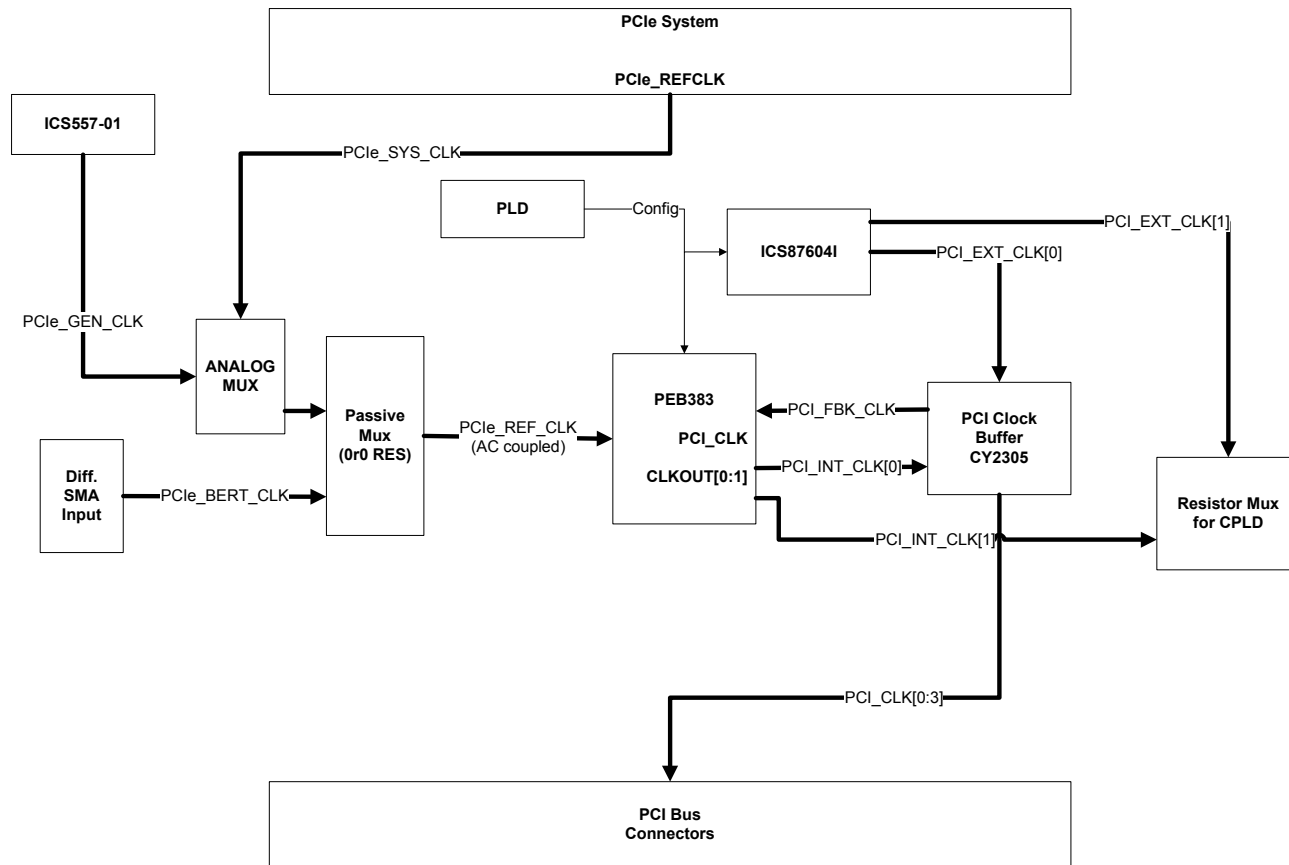 PCIe System
PCIe_REFCLK
ICS557-01
PCIe_SYS_CLK
PLD
Config
ICS87604I
PCI_EXT_CLK[1]
PCI_EXT_CLK[0]
PCIe_GEN_CLK
ANALOG
MUX
Passive
Mux
(0r0 RES)
PCIe_REF_CLK
(AC coupled)
PEB383
PCI_CLK
CLKOUT[0:1]
PCI_FBK_CLK
PCI_INT_CLK[0]
PCI Clock
Buffer
CY2305
Diff.
SMA
Input
PCIe_BERT_CLK
PCI_INT_CLK[1]
Resistor Mux
for CPLD
PCI_CLK[0:3]
PCI Bus
Connectors